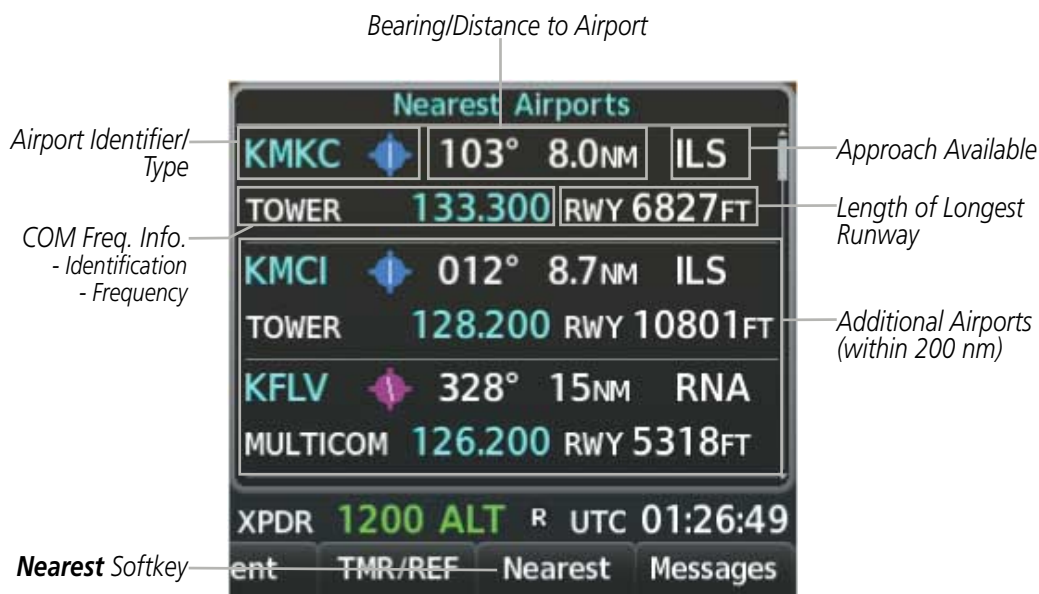 Bearing/Distance to Airport
Nearest Airports
Airport Identifier/
Type
KMKC 103° 8.0NM ILS
Approach Available
TOWER 133.300 RWY 6827FT
Length of Longest
Runway
COM Freq. Info.
- Identification
- Frequency
KMCI 012° 8.7NM ILS
TOWER 128.200 RWY 10801FT
Additional Airports
(within 200 nm)
KFLV 328° 15NM RNA
MULTICOM 126.200 RWY 5318FT
XPDR 1200 ALT R UTC 01:26:49
Nearest Softkey
ent TMR/REF Nearest Messages